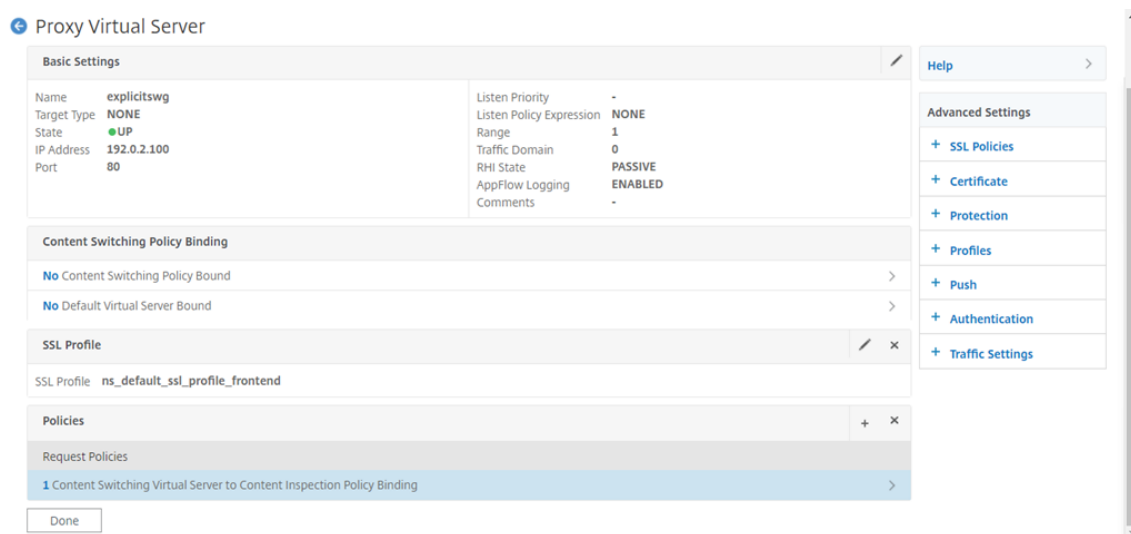 Proxy Virtual Server
Basic Settings
Name explicitswg
Target Type NONE
State UP
IP Address 192.0.2.100
Port 80
Listen Priority -
Listen Policy Expression NONE
Range 1
Traffic Domain 0
RHI State PASSIVE
AppFlow Logging ENABLED
Comments -
Content Switching Policy Binding
No Content Switching Policy Bound
No Default Virtual Server Bound
SSL Profile
SSL Profile ns_default_ssl_profile_frontend
Policies
Request Policies
1 Content Switching Virtual Server to Content Inspection Policy Binding
Done
Help
Advanced Settings
+ SSL Policies
+ Certificate
+ Protection
+ Profiles
+ Push
+ Authentication
+ Traffic Settings